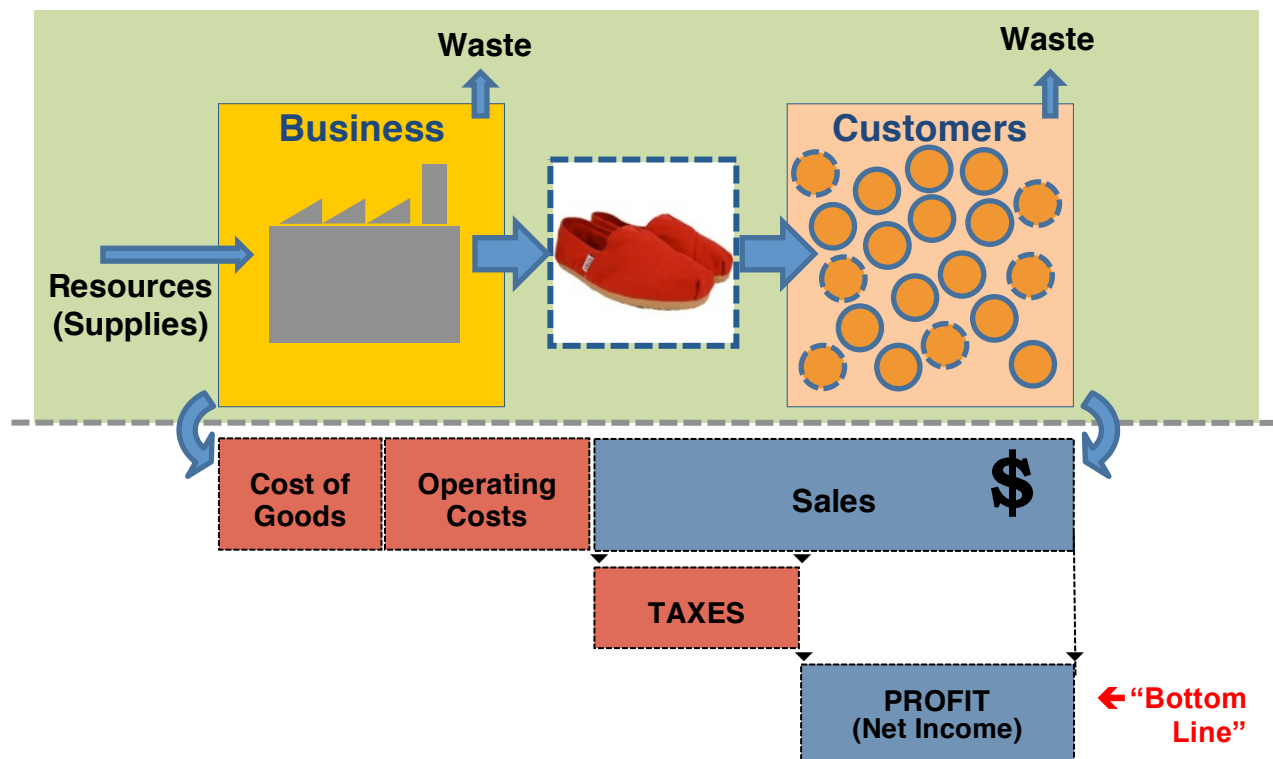 Waste
Waste
Business
Customers
Resources
(Supplies)
Cost of
Goods
Operating
Costs
Sales
$
TAXES
PROFIT
(Net Income)
🡰 “Bottom
Line”